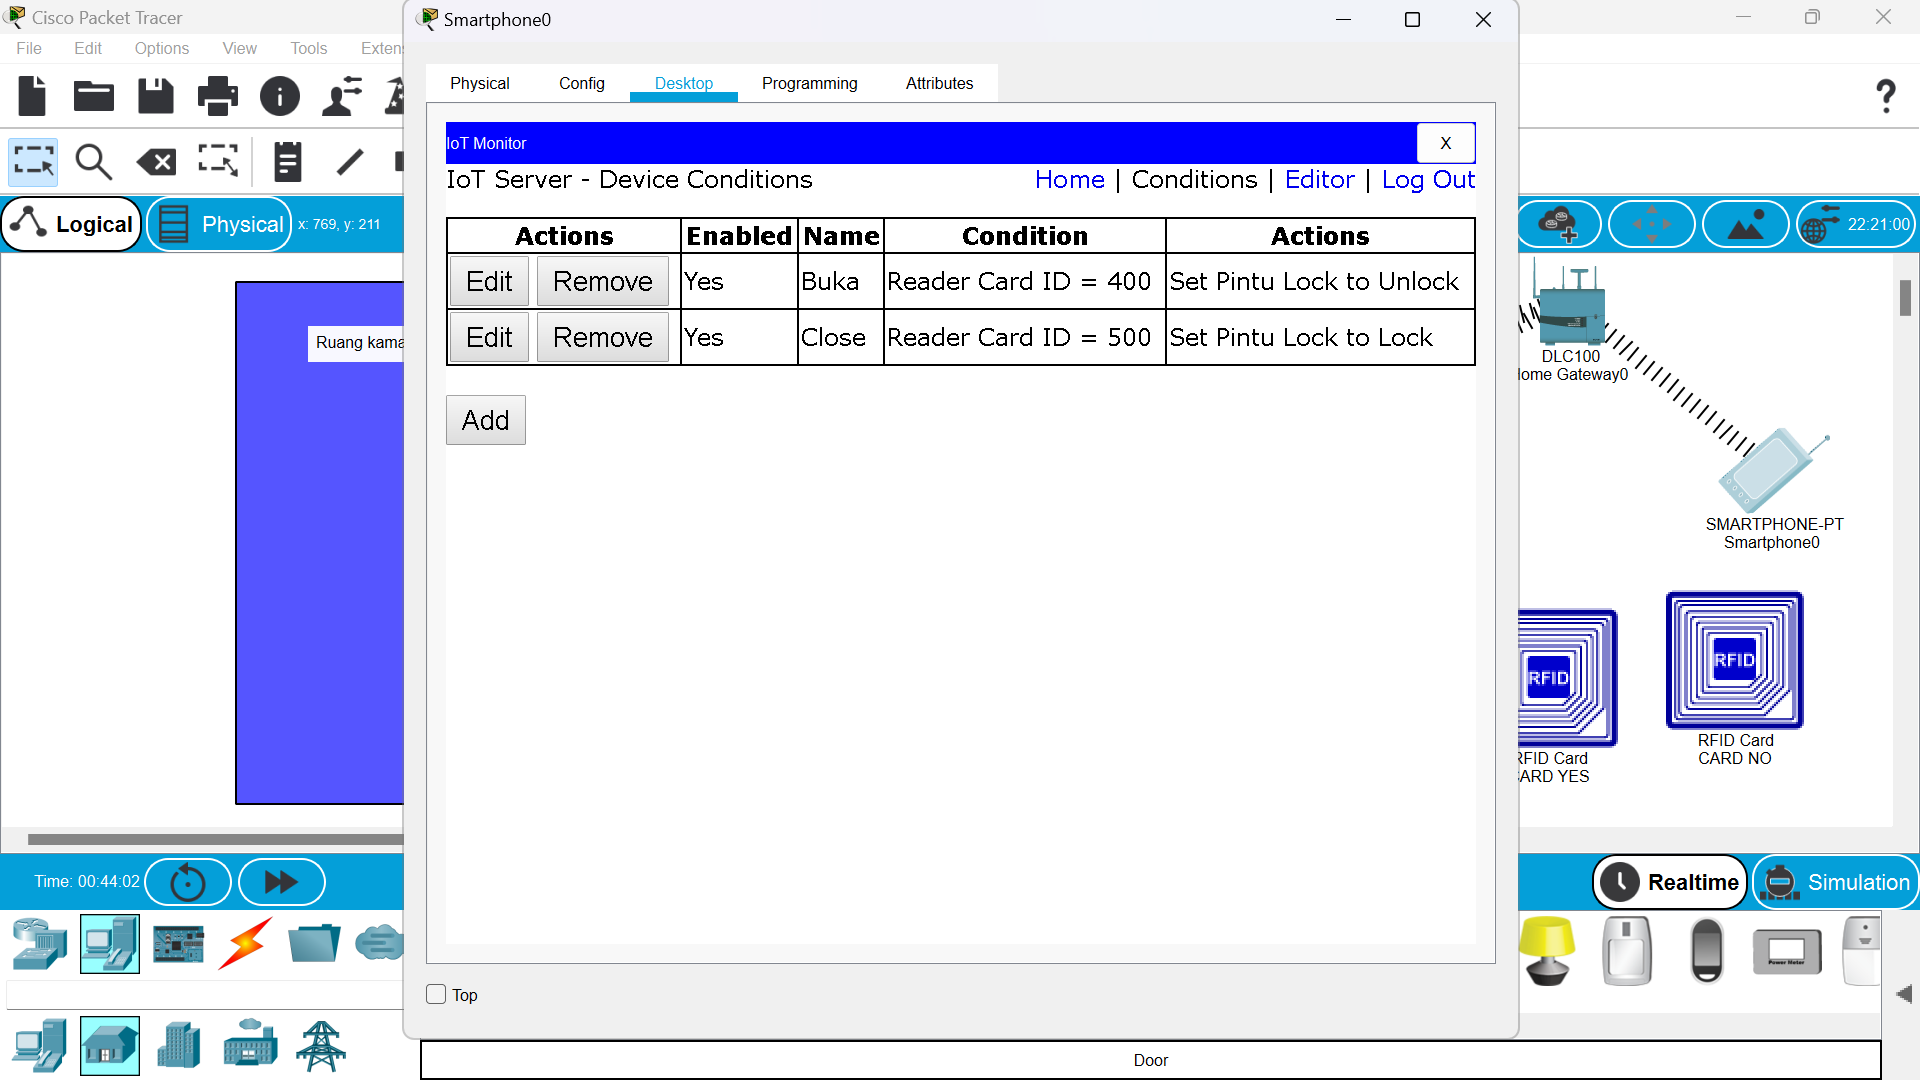 Cisco Packet Tracer
Smartphone0
File Edit Options View Tools Exten
Physical Config Desktop Programming Attributes
IoT Monitor
X
IoT Server - Device Conditions
Home | Conditions | Editor | Log Out
Logical
Physical
x: 769, y: 211
22:21:00
Actions Enabled Name Condition Actions
Edit Remove Yes Buka Reader Card ID = 400 Set Pintu Lock to Unlock
Edit Remove Yes Close Reader Card ID = 500 Set Pintu Lock to Lock
Add
Ruang kama
DLC100
ome Gateway0
SMARTPHONE-PT
Smartphone0
RFID
RFID
RFID Card
CARD NO
RFID Card
ARD YES
Time: 00:44:02
Realtime
Simulation
Power Meter
Top
Door